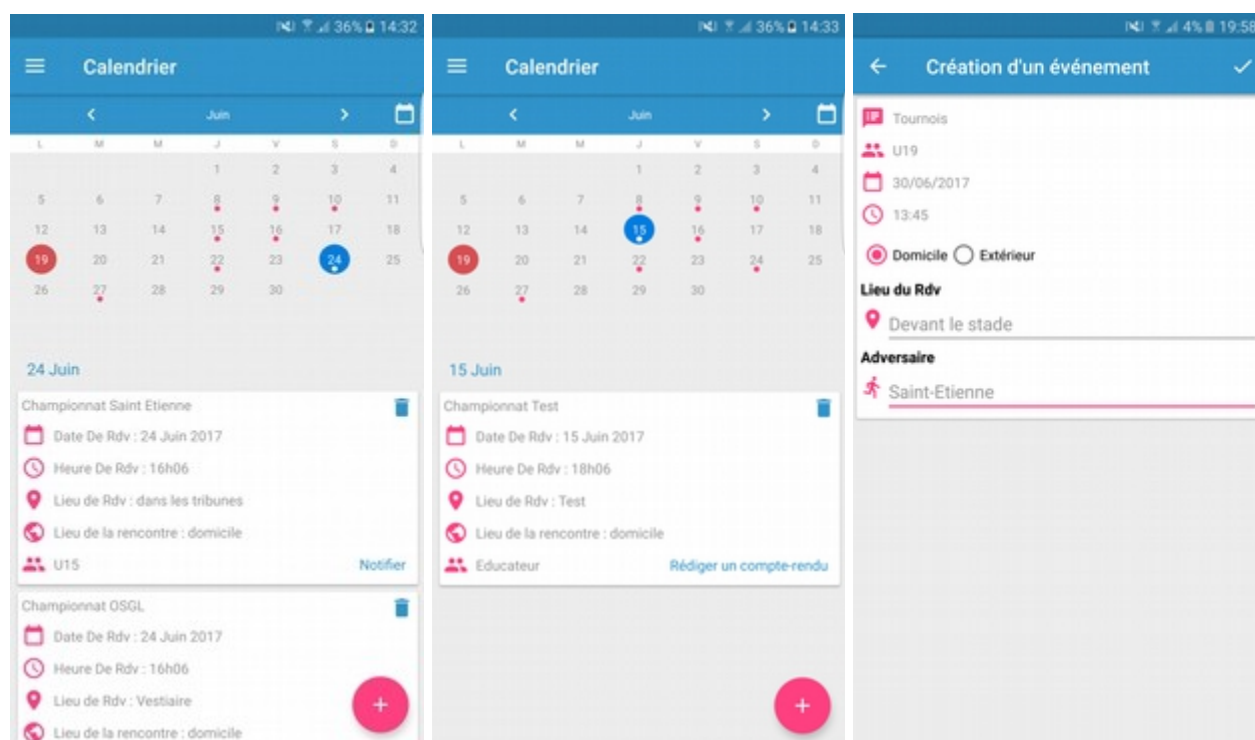 36% 14:32
Calendrier
Juin
L M M J V S D
1 2 3 4
5 6 7 8 9 10 11
12 13 14 15 16 17 18
19 20 21 22 23 24 25
26 27 28 29 30
24 Juin
Championnat Saint Etienne
Date De Rdv : 24 Juin 2017
Heure De Rdv : 16h06
Lieu de Rdv : dans les tribunes
Lieu de la rencontre : domicile
U15 Notifier
Championnat OSGL
Date De Rdv : 24 Juin 2017
Heure De Rdv : 16h06
Lieu de Rdv : Vestiaire
Lieu de la rencontre : domicile
+
36% 14:33
Calendrier
Juin
L M M J V S D
1 2 3 4
5 6 7 8 9 10 11
12 13 14 15 16 17 18
19 20 21 22 23 24 25
26 27 28 29 30
15 Juin
Championnat Test
Date De Rdv : 15 Juin 2017
Heure De Rdv : 18h06
Lieu de Rdv : Test
Lieu de la rencontre : domicile
Educateur Rédiger un compte-rendu
+
4% 19:58
Création d'un événement
Tournois
U19
30/06/2017
13:45
Domicile Extérieur
Lieu du Rdv
Devant le stade
Adversaire
Saint-Etienne